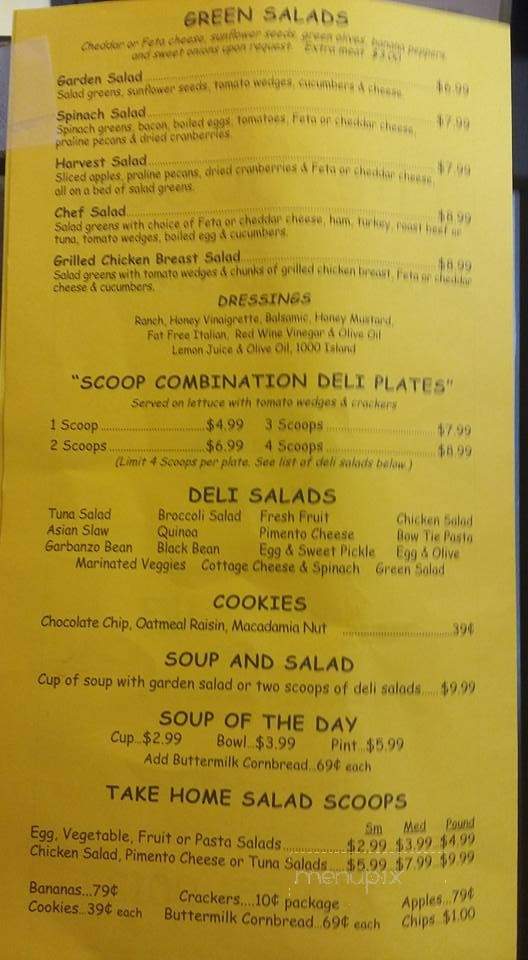 GREEN SALADS
Cheddar or Feta cheese, sunflower seeds, green olives, banana peppers,
and sweet onions upon request. Extra meat $3.00
Garden Salad $6.99
Salad greens, sunflower seeds, tomato wedges, cucumbers & cheese.
Spinach Salad $7.99
Spinach greens, bacon, boiled eggs, tomatoes, Feta or cheddar cheese,
praline pecans & dried cranberries.
Harvest Salad $7.99
Sliced apples, praline pecans, dried cranberries & Feta or cheddar cheese,
all on a bed of salad greens.
Chef Salad $8.99
Salad greens with choice of Feta or cheddar cheese, ham, turkey, roast beef or
tuna, tomato wedges, boiled egg & cucumbers.
Grilled Chicken Breast Salad $8.99
Salad greens with tomato wedges & chunks of grilled chicken breast, Feta or cheddar
cheese & cucumbers.
DRESSINGS
Ranch, Honey Vinaigrette, Balsamic, Honey Mustard,
Fat Free Italian, Red Wine Vinegar & Olive Oil
Lemon Juice & Olive Oil, 1000 Island
"SCOOP COMBINATION DELI PLATES"
Served on lettuce with tomato wedges & crackers
1 Scoop $4.99 3 Scoops $7.99
2 Scoops $6.99 4 Scoops $8.99
(Limit 4 Scoops per plate. See list of deli salads below.)
DELI SALADS
Tuna Salad Broccoli Salad Fresh Fruit Chicken Salad
Asian Slaw Quinoa Pimento Cheese Bow Tie Pasta
Garbanzo Bean Black Bean Egg & Sweet Pickle Egg & Olive
Marinated Veggies Cottage Cheese & Spinach Green Salad
COOKIES
Chocolate Chip, Oatmeal Raisin, Macadamia Nut 39¢
SOUP AND SALAD
Cup of soup with garden salad or two scoops of deli salads.....$9.99
SOUP OF THE DAY
Cup...$2.99 Bowl...$3.99 Pint...$5.99
Add Buttermilk Cornbread...69¢ each
TAKE HOME SALAD SCOOPS
Sm Med Pound
Egg, Vegetable, Fruit or Pasta Salads $2.99 $3.99 $4.99
Chicken Salad, Pimento Cheese or Tuna Salads $5.99 $7.99 $9.99
menupix
Bananas...79¢ Crackers....10¢ package Apples...79¢
Cookies...39¢ each Buttermilk Cornbread...69¢ each Chips...$1.00